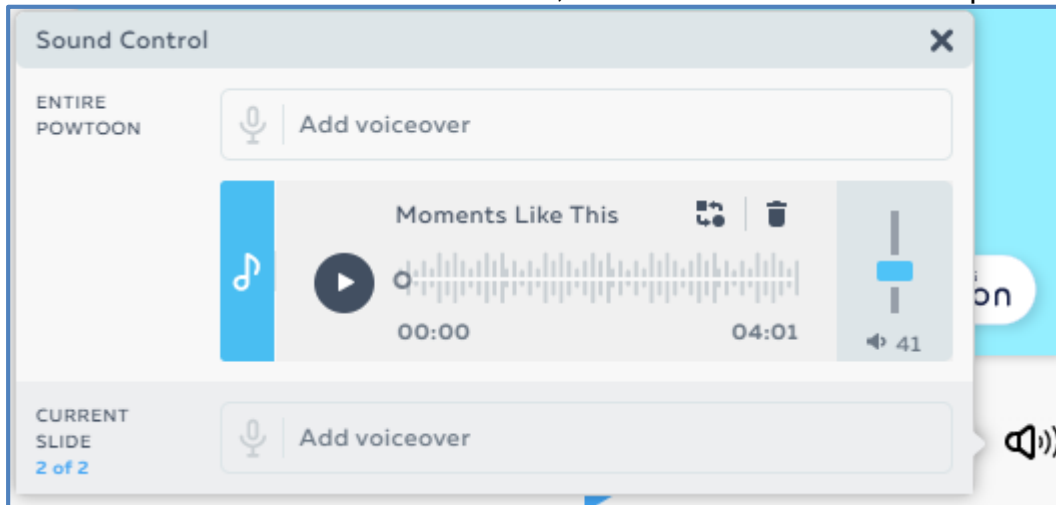 Sound Control
ENTIRE
POWTOON
Add voiceover
Moments Like This
00:00
04:01
41
on
CURRENT
SLIDE
2 of 2
Add voiceover